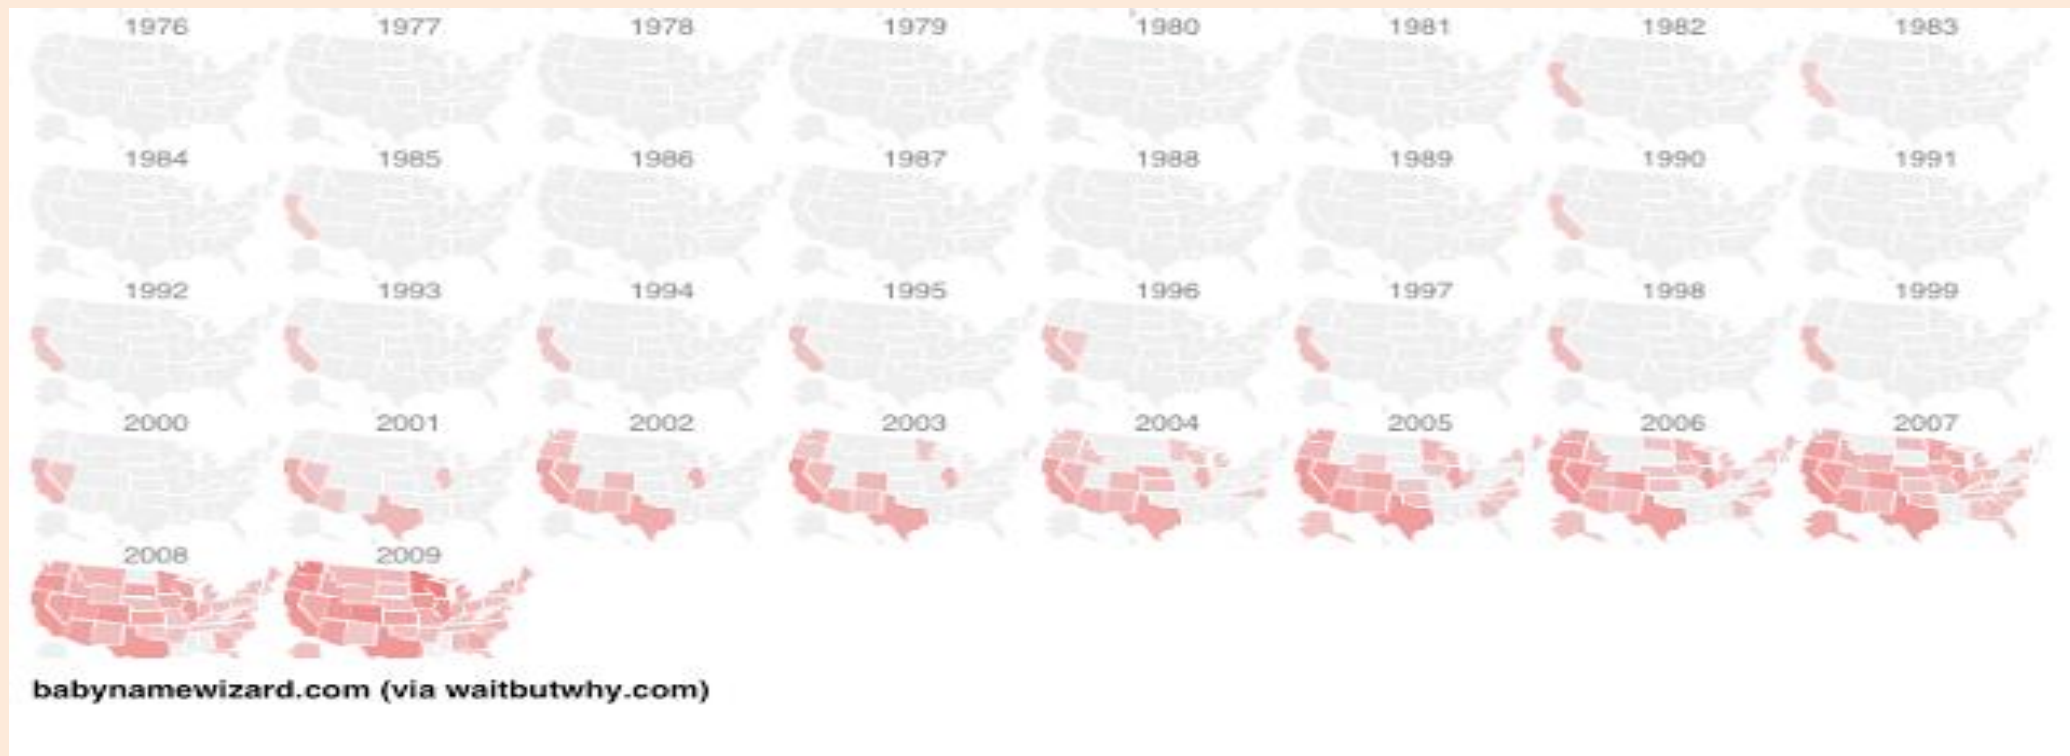 1976 1977 1978 1979 1980 1981 1982 1983
1984 1985 1986 1987 1988 1989 1990 1991
1992 1993 1994 1995 1996 1997 1998 1999
2000 2001 2002 2003 2004 2005 2006 2007
2008 2009
babynamewizard.com (via waitbutwhy.com)